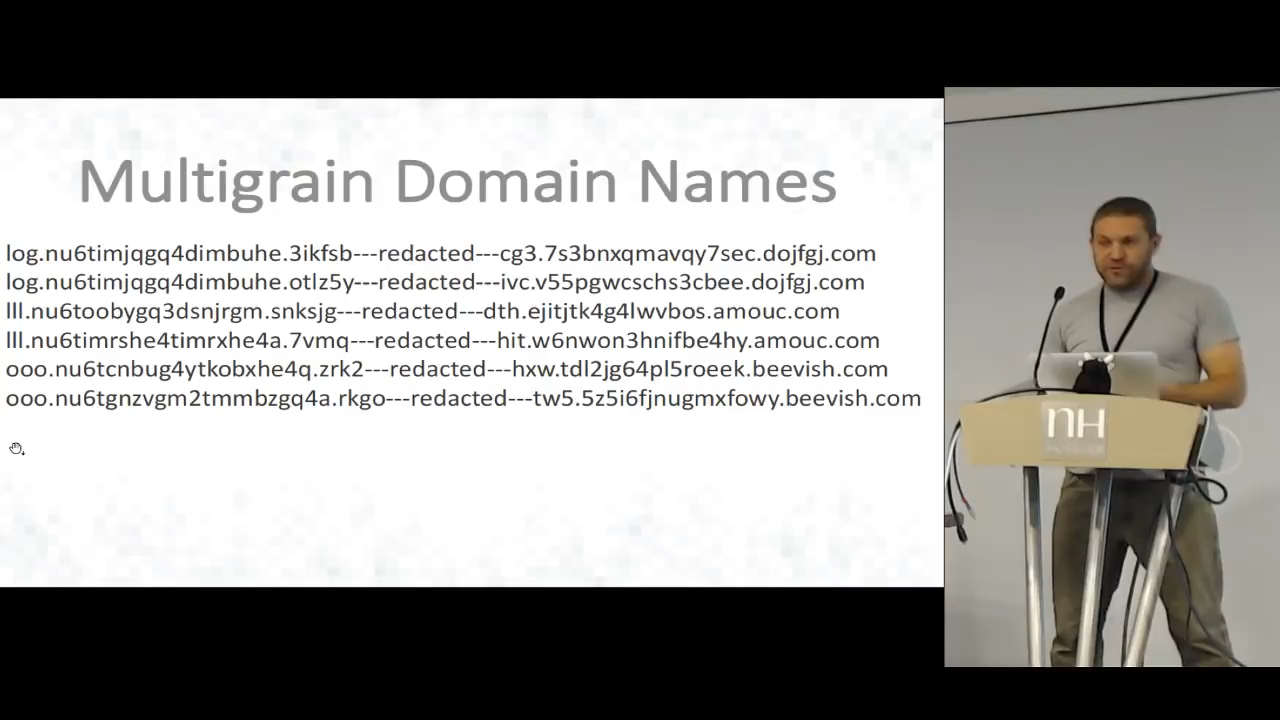 Multigrain Domain Names
log.nu6timjqgq4dimbuhe.3ikfsb---redacted---cg3.7s3bnxqmavqy7sec.dojfgj.com
log.nu6timjqgq4dimbuhe.otlz5y---redacted---ivc.v55pgwcschs3cbee.dojfgj.com
lll.nu6toobygq3dsnjrgm.snksjg---redacted---dth.ejitjtk4g4lwvbos.amouc.com
lll.nu6timrshe4timrxhe4a.7vmq---redacted---hit.w6nwon3hnifbe4hy.amouc.com
ooo.nu6tcnbug4ytkobxhe4q.zrk2---redacted---hxw.tdl2jg64pl5roeek.beevish.com
ooo.nu6tgnzvgm2tmmbzgq4a.rkgo---redacted---tw5.5z5i6fjnugmxfowy.beevish.com
nH